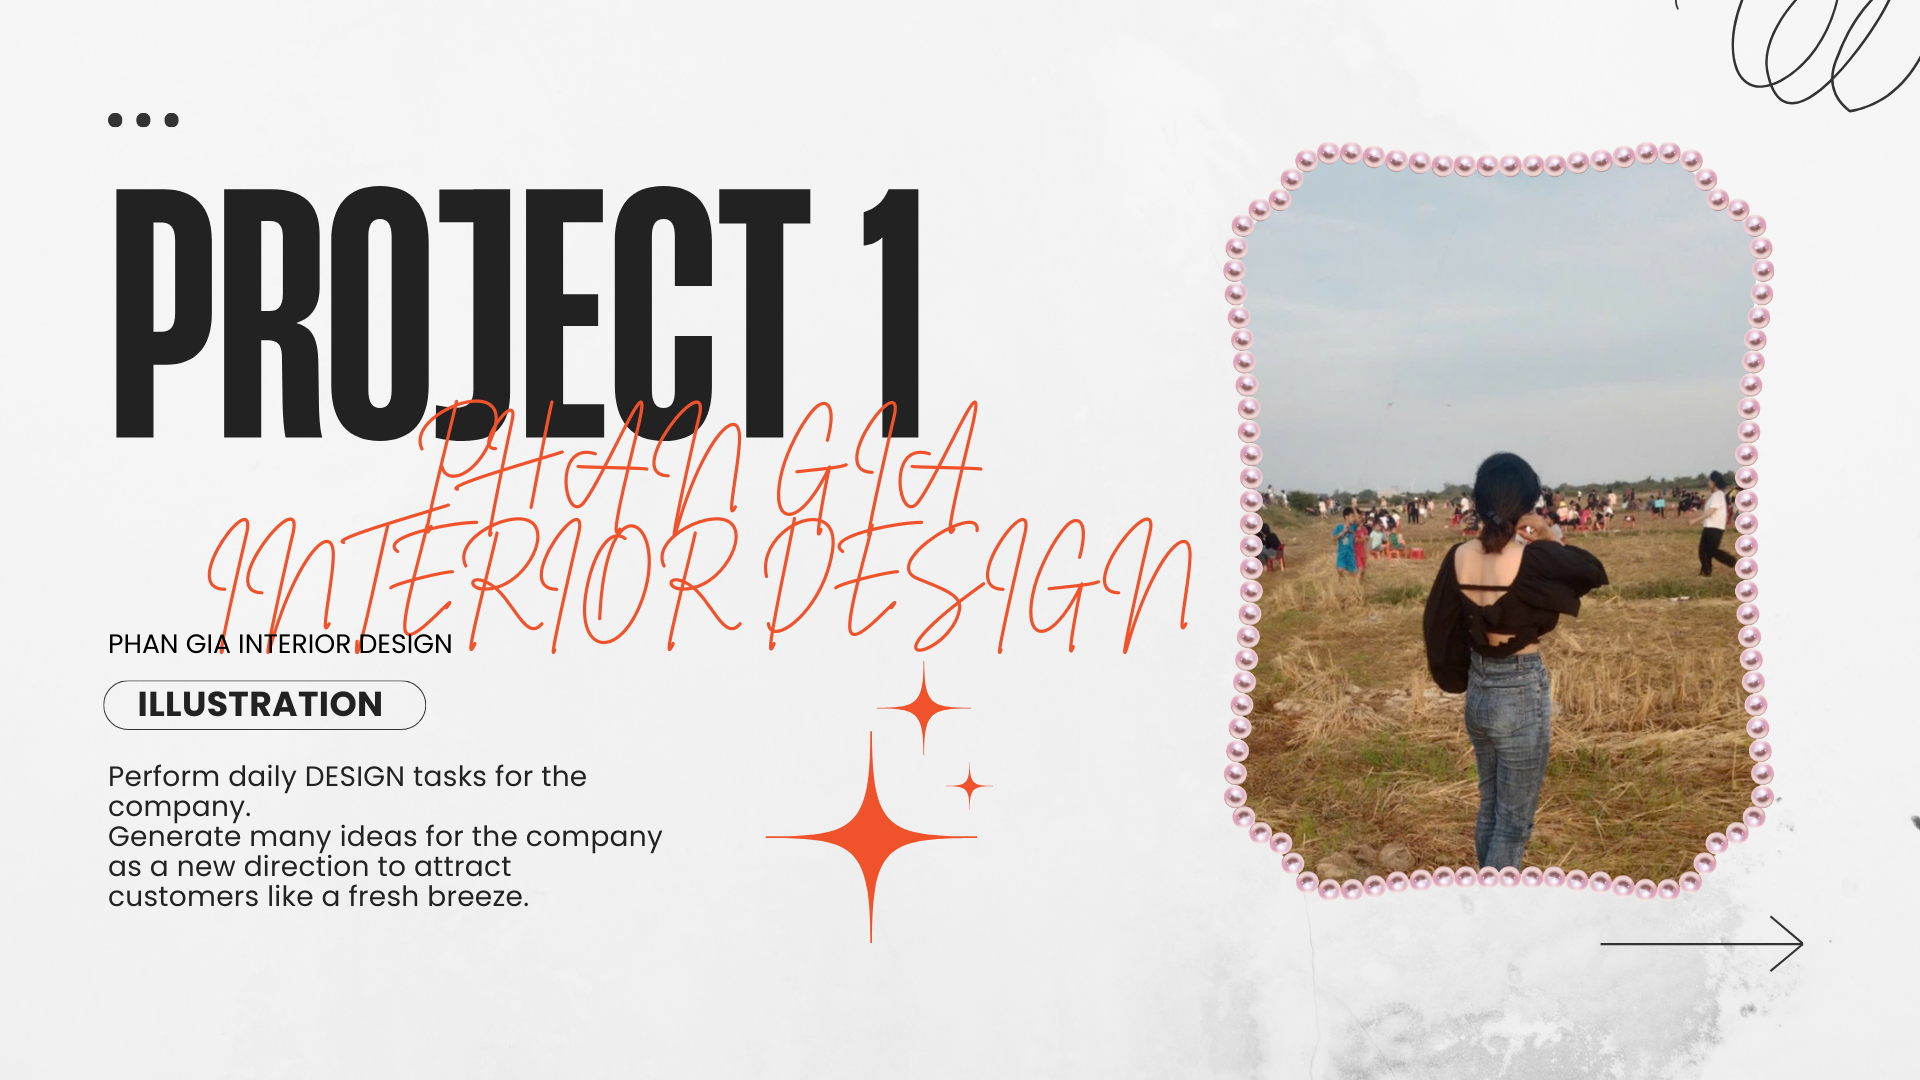 PROJECT 1
PHAN GIA
INTERIOR DESIGN
PHAN GIA INTERIOR DESIGN
ILLUSTRATION
Perform daily DESIGN tasks for the
company.
Generate many ideas for the company
as a new direction to attract
customers like a fresh breeze.